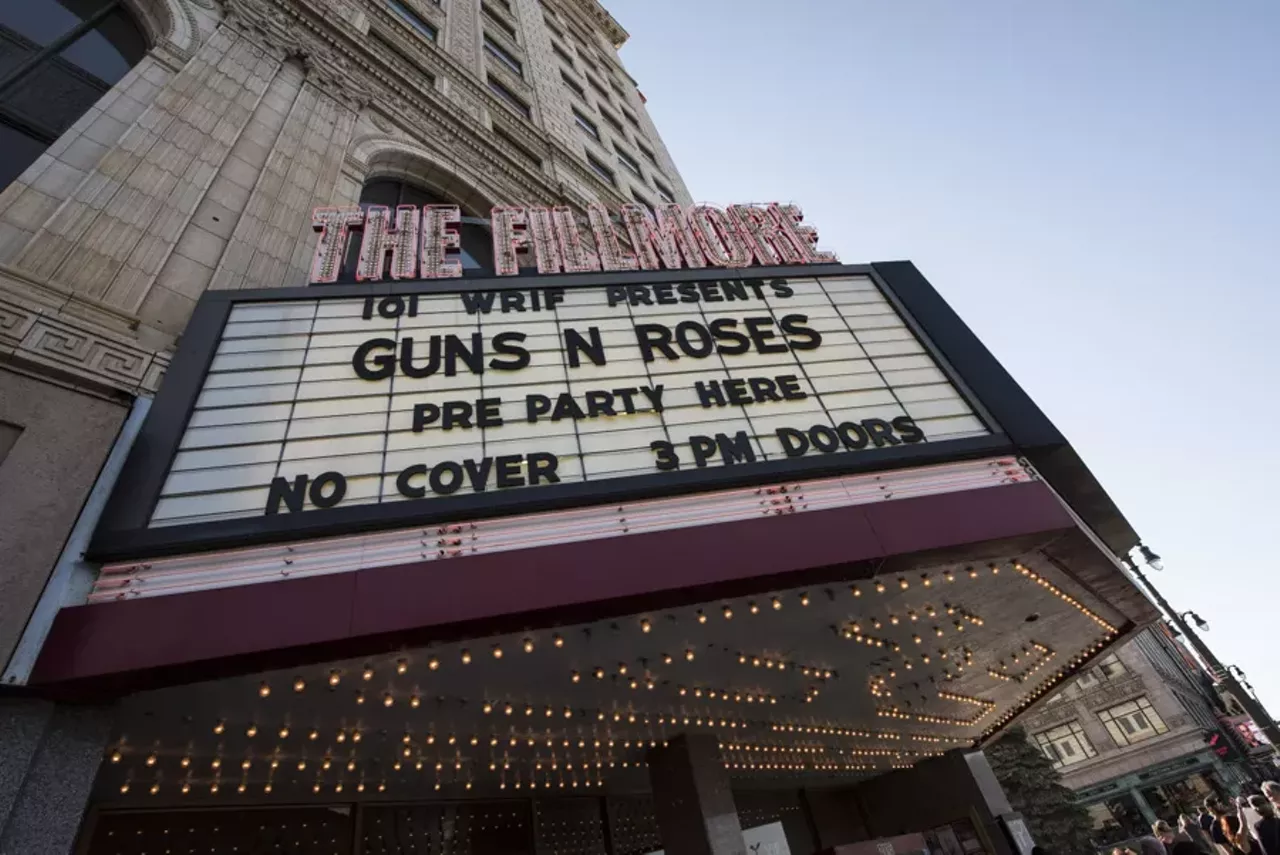 THE FILLMORE
101 WRIF PRESENTS
GUNS N ROSES
PRE PARTY HERE
NO COVER 3 PM DOORS